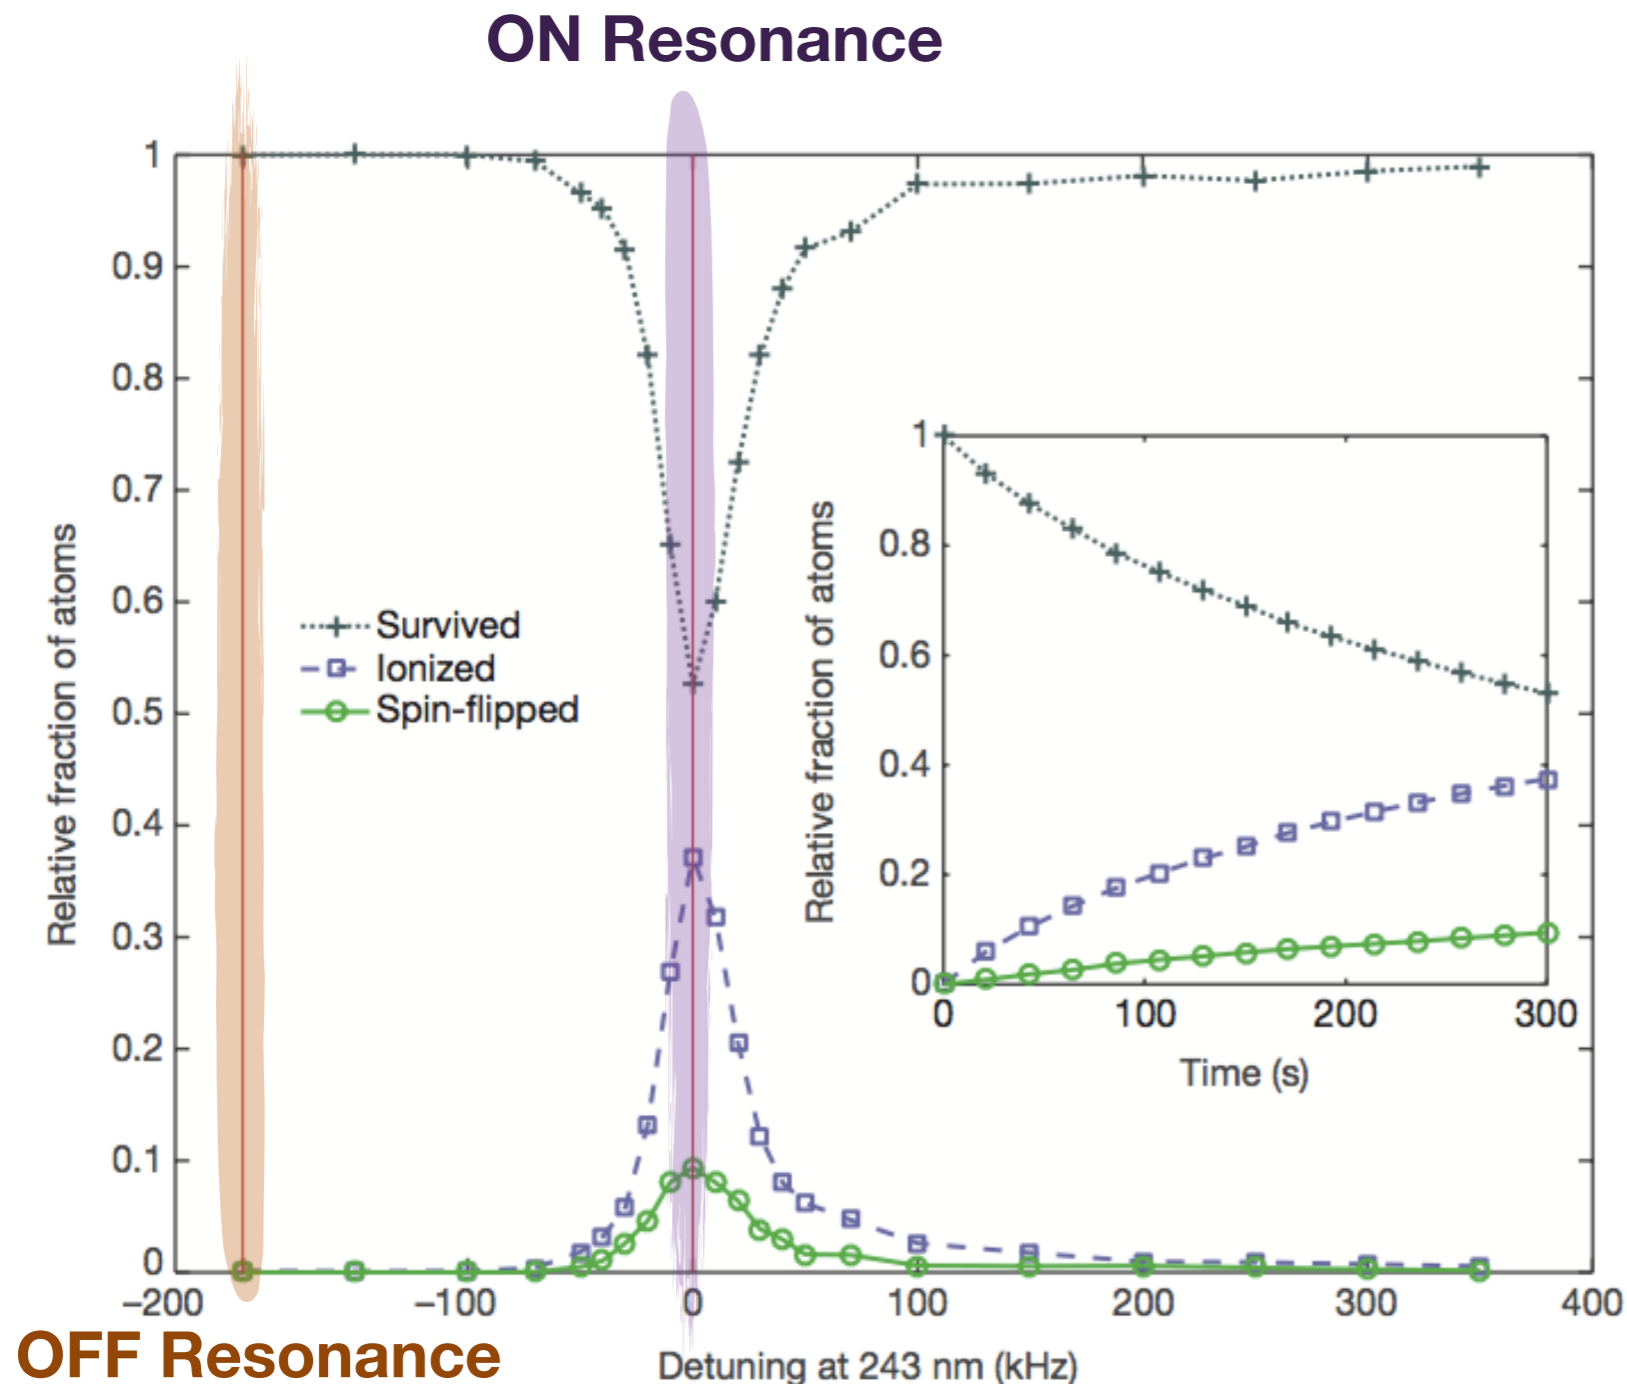 ON Resonance
1
0.9
0.8
0.7
0.6
0.5
0.4
0.3
0.2
0.1
0
Relative fraction of atoms
Survived
Ionized
Spin-flipped
1
0.8
0.6
0.4
0.2
0
Relative fraction of atoms
0 100 200 300
Time (s)
−200 −100 0 100 200 300 400
OFF Resonance
Detuning at 243 nm (kHz)